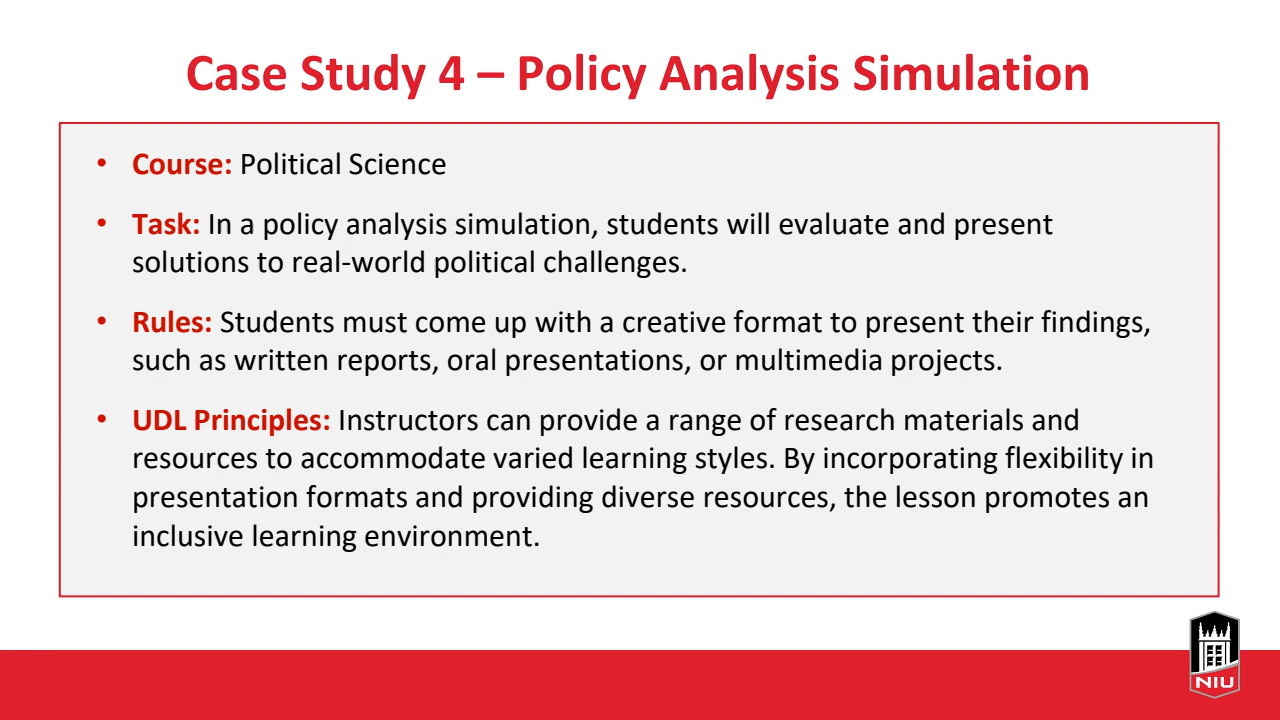 Case Study 4 – Policy Analysis Simulation
• Course: Political Science
• Task: In a policy analysis simulation, students will evaluate and present
solutions to real-world political challenges.
• Rules: Students must come up with a creative format to present their findings,
such as written reports, oral presentations, or multimedia projects.
• UDL Principles: Instructors can provide a range of research materials and
resources to accommodate varied learning styles. By incorporating flexibility in
presentation formats and providing diverse resources, the lesson promotes an
inclusive learning environment.
NIU